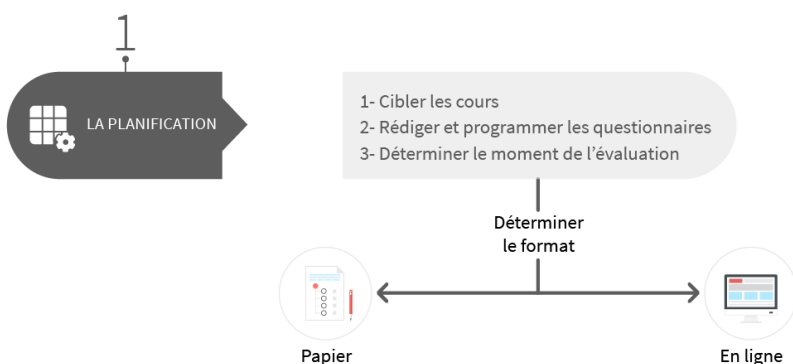 1
LA PLANIFICATION
1- Cibler les cours
2- Rédiger et programmer les questionnaires
3- Déterminer le moment de l’évaluation
Déterminer
le format
Papier
En ligne